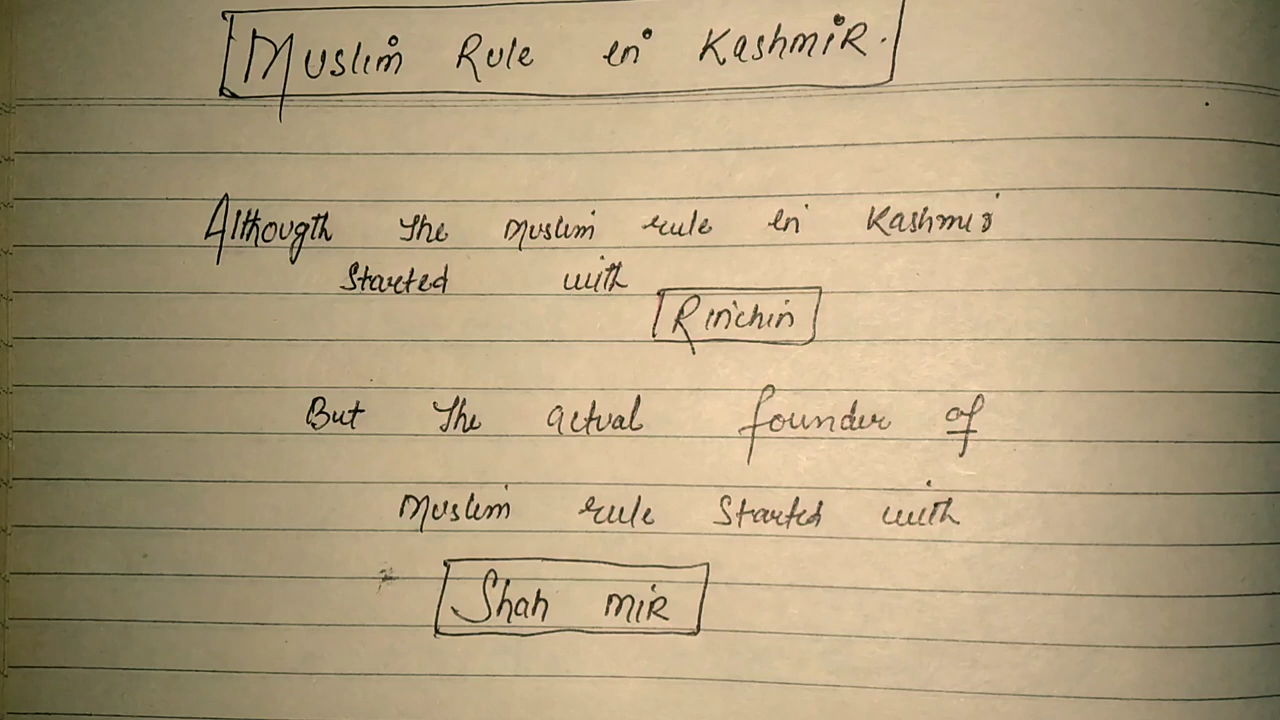 Muslim Rule in Kashmir.
Althougth the Muslim rule in Kashmir
Started with
Rinchin
But The actual founder of
Muslim rule Started with
Shah mir